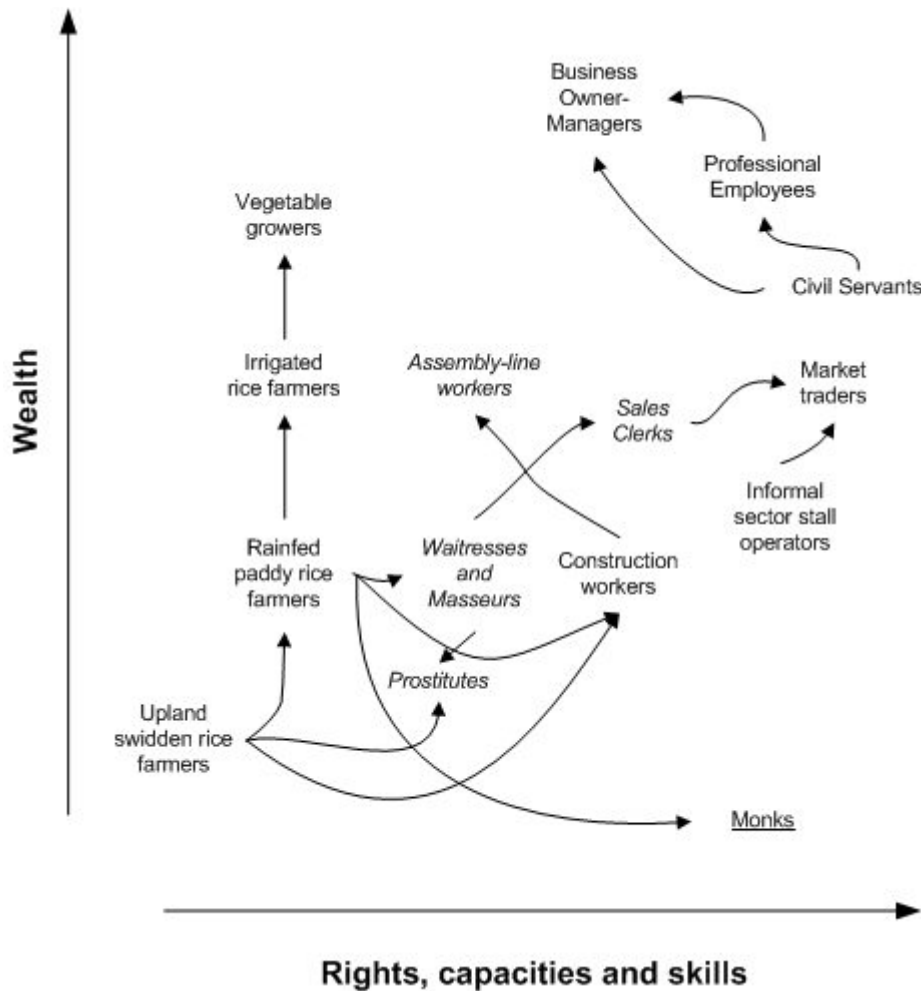 Business
Owner-
Managers
Professional
Employees
Vegetable
growers
Civil Servants
Wealth
Irrigated
rice farmers
Assembly-line
workers
Sales
Clerks
Market
traders
Informal
sector stall
operators
Rainfed
paddy rice
farmers
Waitresses
and
Masseurs
Construction
workers
Prostitutes
Upland
swidden rice
farmers
Monks
Rights, capacities and skills